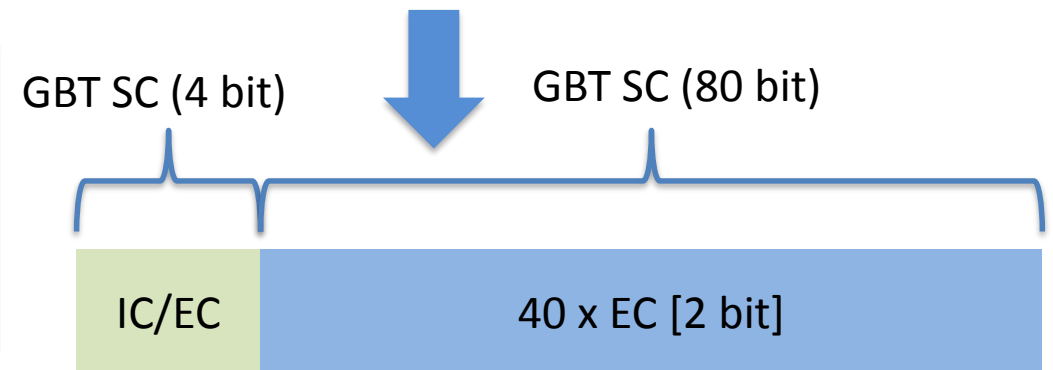 GBT SC (4 bit)
GBT SC (80 bit)
IC/EC
40 x EC [2 bit]